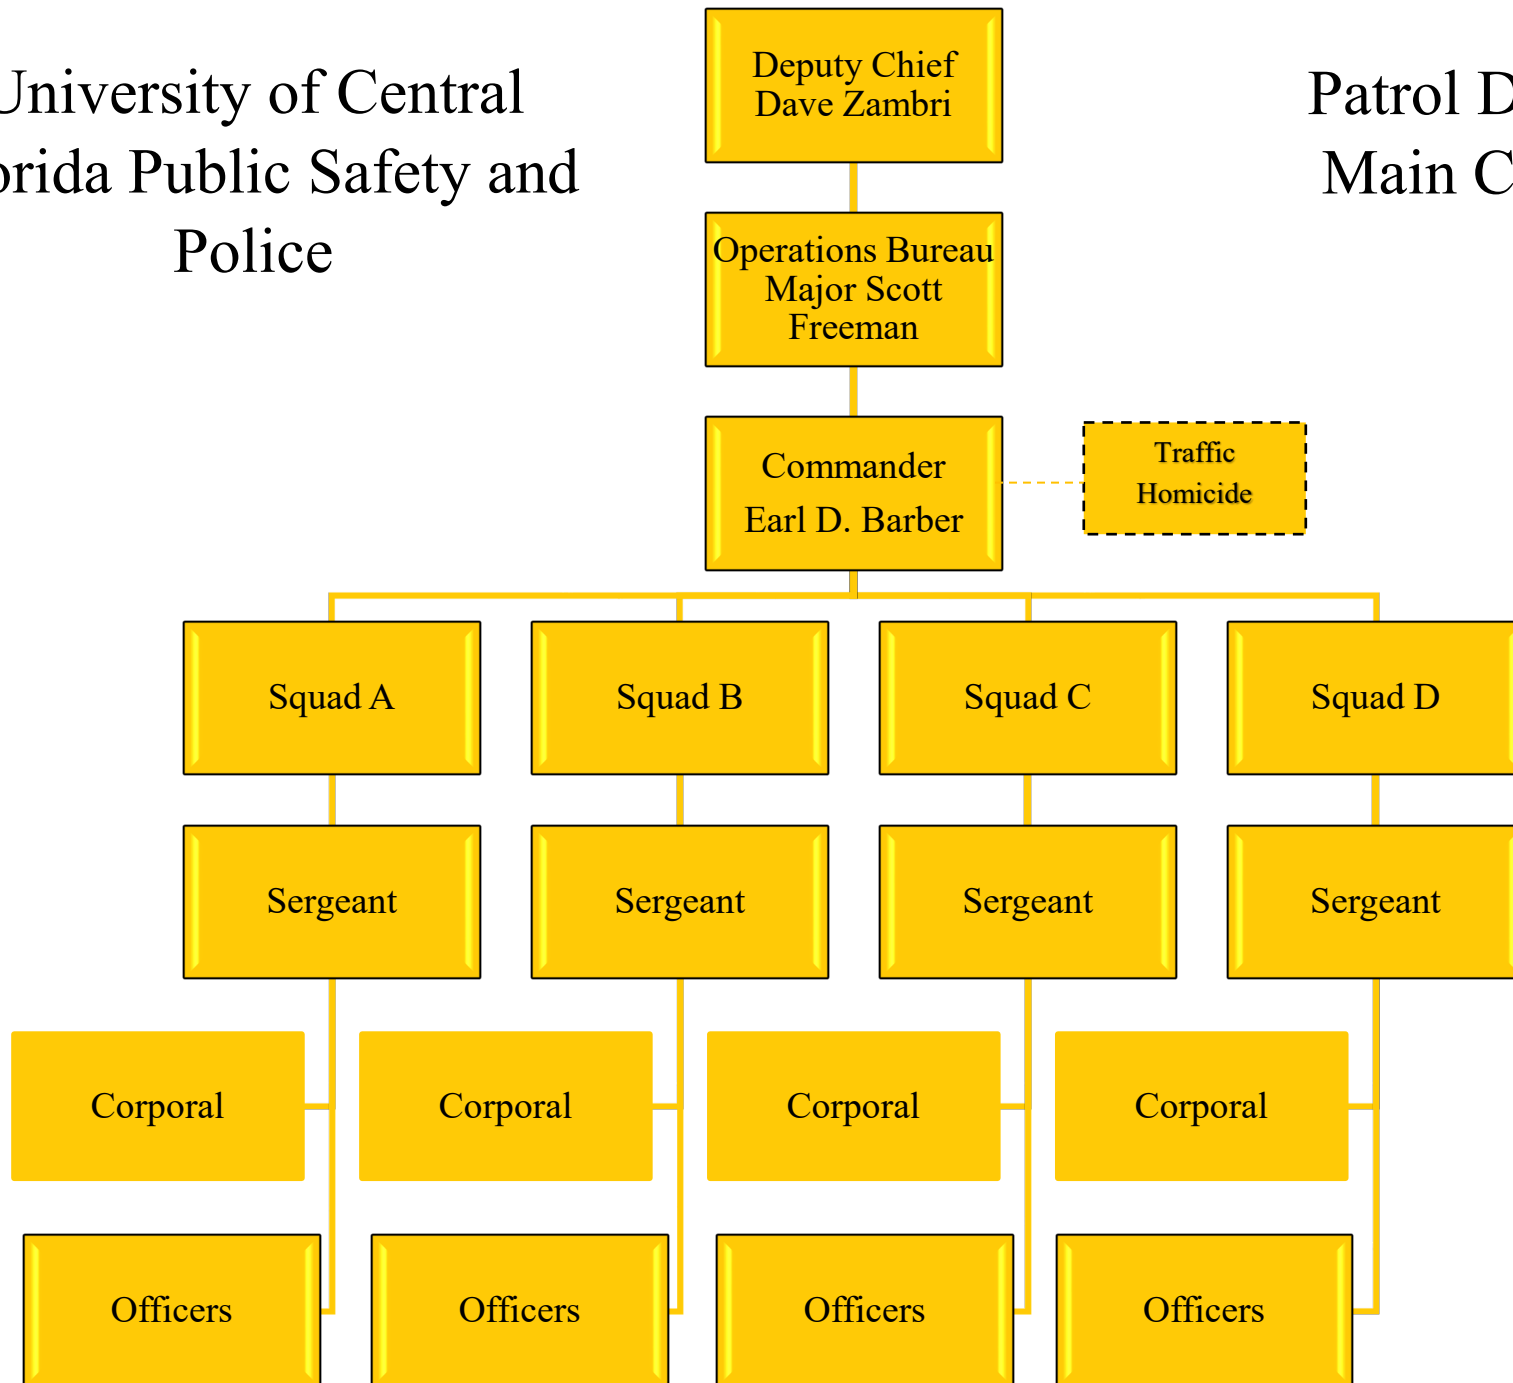 University of Central
orida Public Safety and
Police
Patrol D
Main C
Deputy Chief
Dave Zambri
Operations Bureau
Major Scott
Freeman
Commander
Earl D. Barber
Traffic
Homicide
Squad A
Squad B
Squad C
Squad D
Sergeant
Sergeant
Sergeant
Sergeant
Corporal
Corporal
Corporal
Corporal
Officers
Officers
Officers
Officers